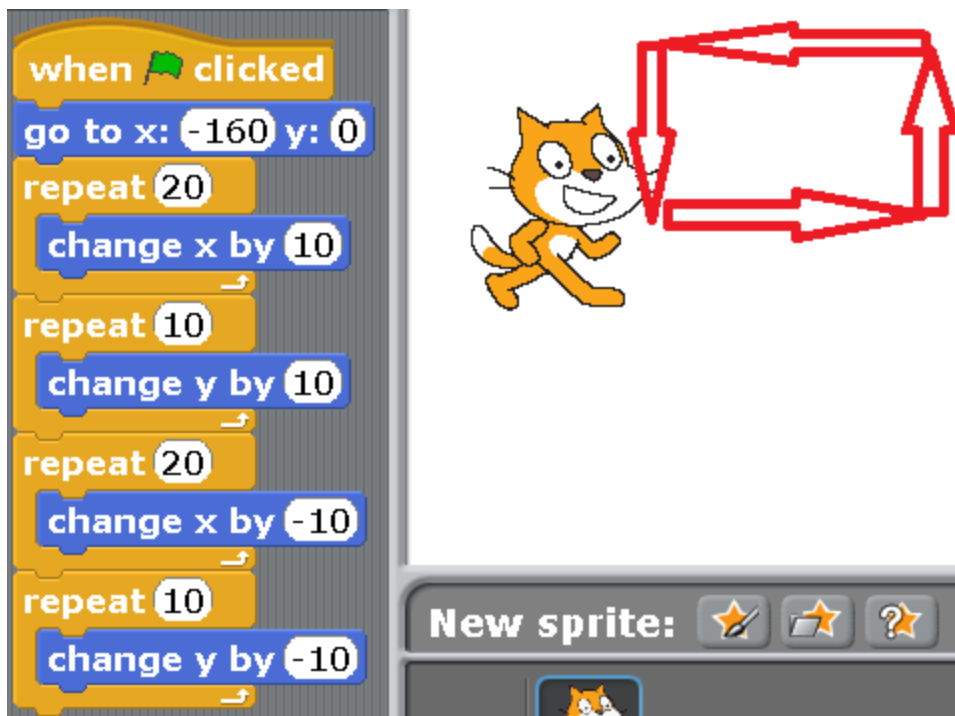 when clicked
go to x: -160 y: 0
repeat 20
change x by 10
repeat 10
change y by 10
repeat 20
change x by -10
repeat 10
change y by -10
New sprite: